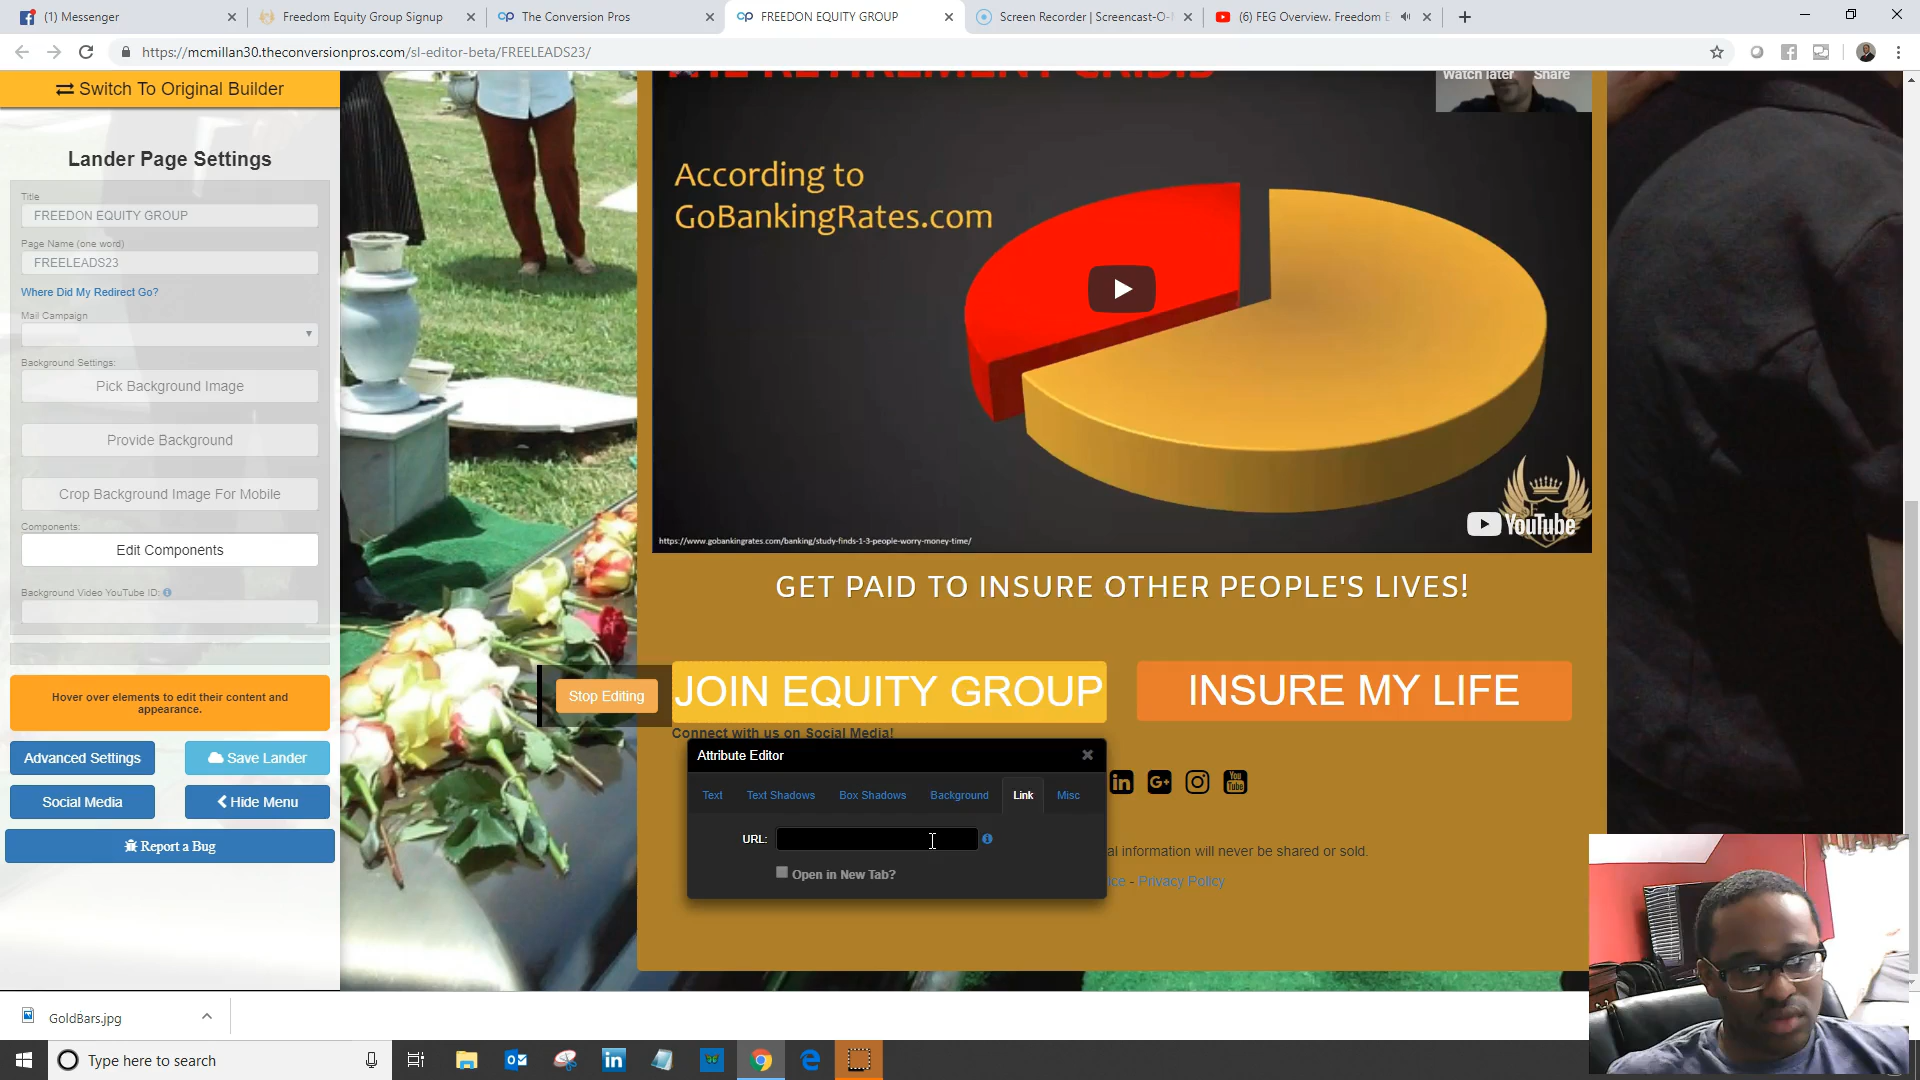 (1) Messenger
Freedom Equity Group Signup
The Conversion Pros
FREEDON EQUITY GROUP
Screen Recorder | Screencast-O-
(6) FEG Overview. Freedom E
https://mcmillan30.theconversionpros.com/sl-editor-beta/FREELEADS23/
Switch To Original Builder
Lander Page Settings
Title
FREEDON EQUITY GROUP
Page Name (one word)
FREELEADS23
Where Did My Redirect Go?
Mail Campaign
Background Settings:
Pick Background Image
Provide Background
Crop Background Image For Mobile
Components:
Edit Components
Background Video YouTube ID:
Hover over elements to edit their content and
appearance.
Advanced Settings
Save Lander
Social Media
Hide Menu
Report a Bug
THE RETIREMENT CRISIS
Watch later Share
According to
GoBankingRates.com
YouTube
https://www.gobankingrates.com/banking/study-finds-1-3-people-worry-money-time/
GET PAID TO INSURE OTHER PEOPLE'S LIVES!
Stop Editing
JOIN EQUITY GROUP
INSURE MY LIFE
Connect with us on Social Media!
Attribute Editor
Text
Text Shadows
Box Shadows
Background
Link
Misc
URL:
Open in New Tab?
in
G+
You
Tube
al information will never be shared or sold.
ice - Privacy Policy
GoldBars.jpg
Type here to search